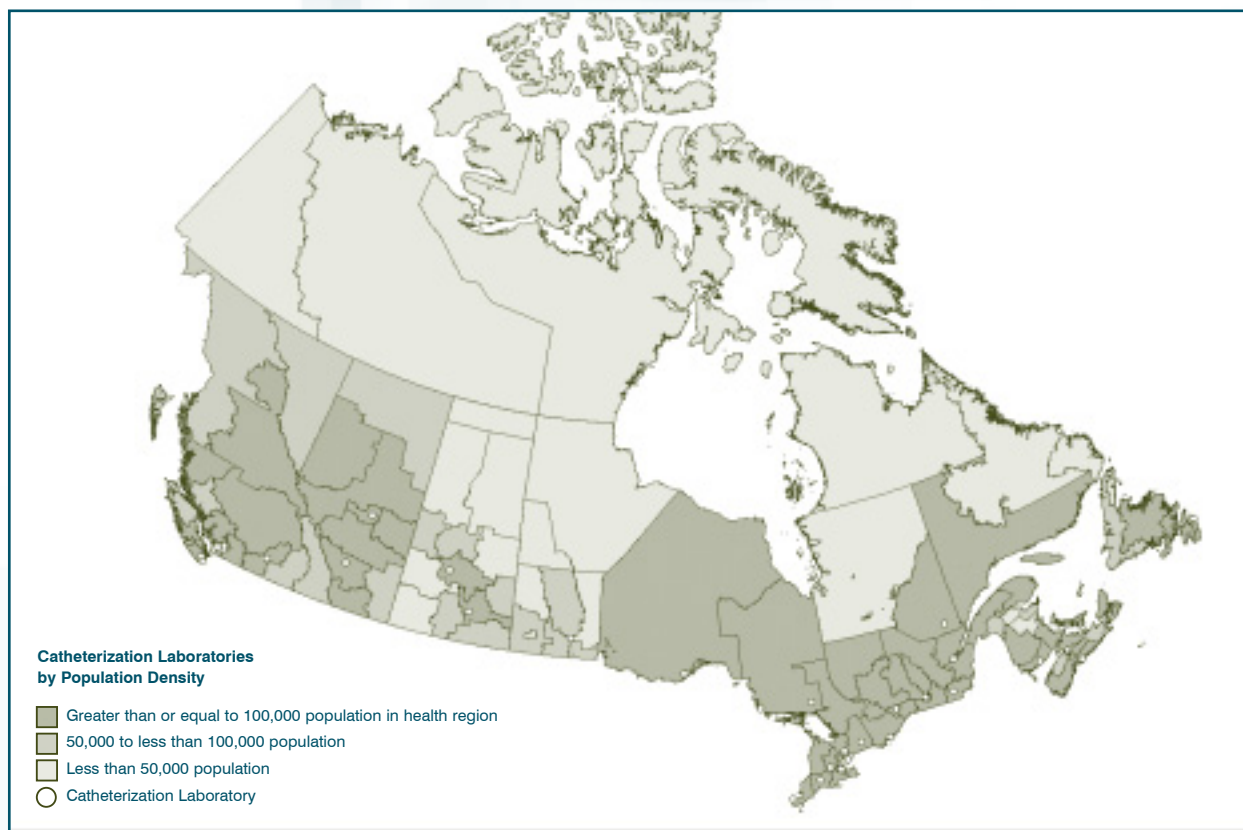 Catheterization Laboratories
by Population Density
Greater than or equal to 100,000 population in health region
50,000 to less than 100,000 population
Less than 50,000 population
Catheterization Laboratory